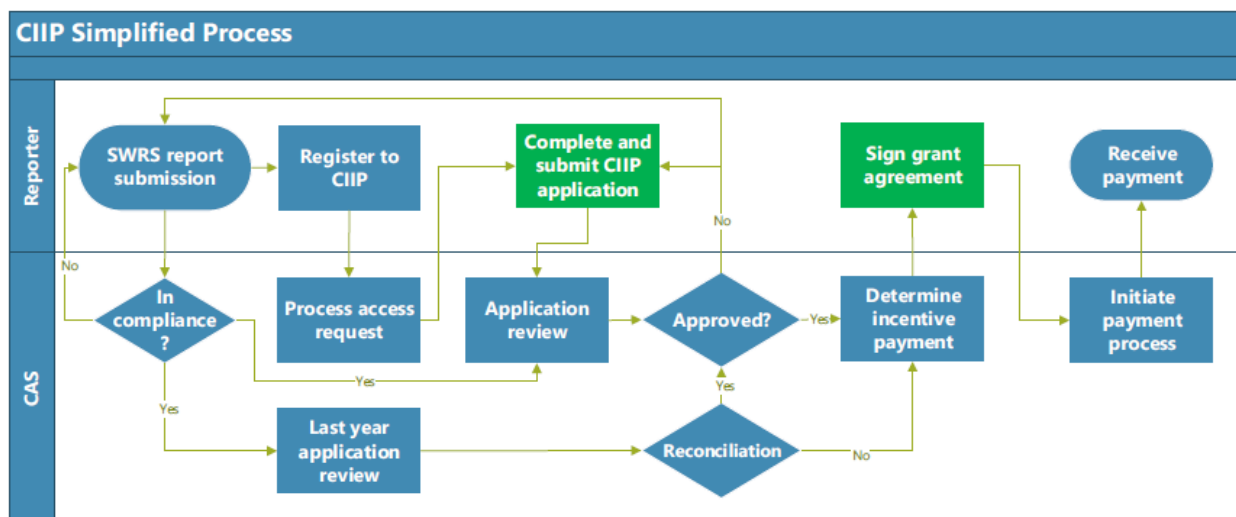 CIIP Simplified Process
Reporter
SWRS report
submission
Register to
CIIP
Complete and
submit CIIP
application
Sign grant
agreement
Receive
payment
No
No
CAS
In
compliance
?
Process access
request
Application
review
Approved?
Yes
Determine
incentive
payment
Initiate
payment
process
Yes
Yes
Yes
Last year
application
review
Reconciliation
No